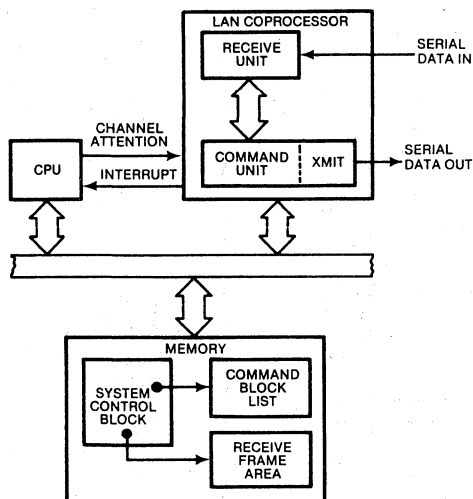 LAN COPROCESSOR
RECEIVE
UNIT
SERIAL
DATA IN
CHANNEL
ATTENTION
CPU
INTERRUPT
COMMAND
UNIT
XMIT
SERIAL
DATA OUT
MEMORY
SYSTEM
CONTROL
BLOCK
COMMAND
BLOCK
LIST
RECEIVE
FRAME
AREA